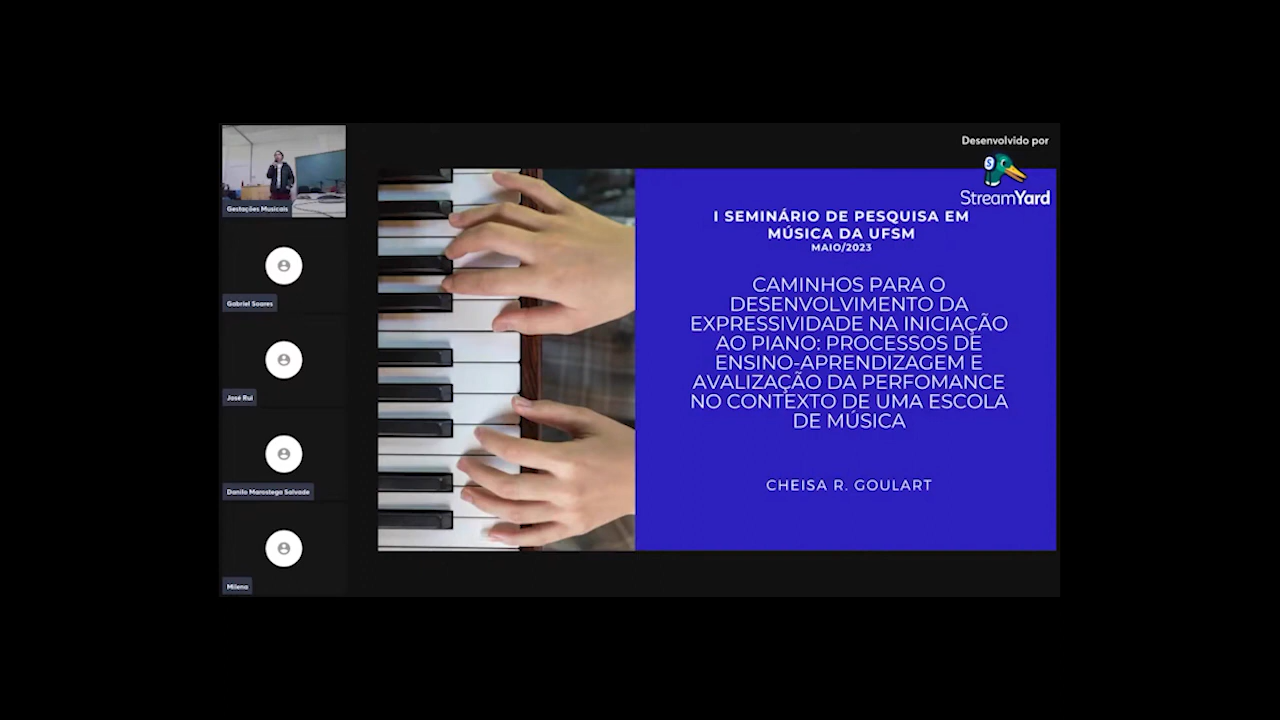 Gestações Musicais
Gabriel Soares
José Rui
Danilo Marostega Salvade
Milena
Desenvolvido por
S
StreamYard
I SEMINÁRIO DE PESQUISA EM
MÚSICA DA UFSM
MAIO/2023
CAMINHOS PARA O
DESENVOLVIMENTO DA
EXPRESSIVIDADE NA INICIAÇÃO
AO PIANO: PROCESSOS DE
ENSINO-APRENDIZAGEM E
AVALIZAÇÃO DA PERFOMANCE
NO CONTEXTO DE UMA ESCOLA
DE MÚSICA
CHEISA R. GOULART